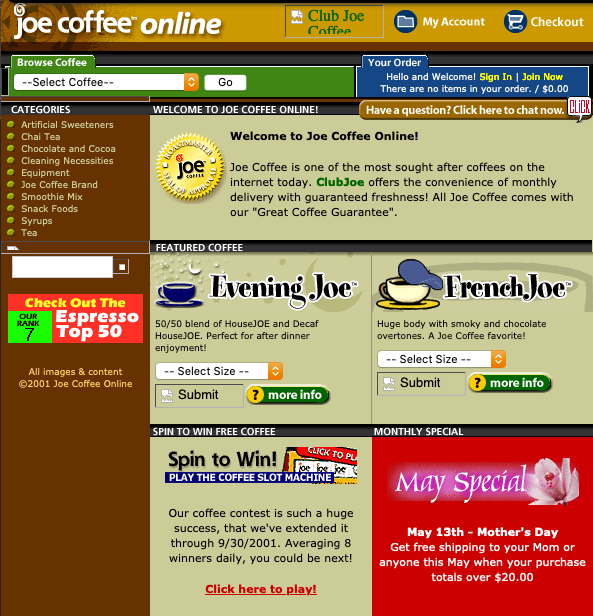 joe coffee™ online
Club Joe
Coffee
My Account
Checkout
Browse Coffee
--Select Coffee--
Go
Your Order
Hello and Welcome! Sign In | Join Now
There are no items in your order. / $0.00
CATEGORIES
Artificial Sweeteners
Chai Tea
Chocolate and Cocoa
Cleaning Necessities
Equipment
Joe Coffee Brand
Smoothie Mix
Snack Foods
Syrups
Tea
Check Out The
OUR
RANK
7
Espresso
Top 50
All images & content
©2001 Joe Coffee Online
WELCOME TO JOE COFFEE ONLINE!
Have a question? Click here to chat now.
CLiCK
ROASTMASTER
joe
COFFEE
SEAL OF APPROVAL
Welcome to Joe Coffee Online!
Joe Coffee is one of the most sought after coffees on the
internet today. ClubJoe offers the convenience of monthly
delivery with guaranteed freshness! All Joe Coffee comes with
our "Great Coffee Guarantee".
FEATURED COFFEE
Evening Joe™
50/50 blend of HouseJOE and Decaf
HouseJOE. Perfect for after dinner
enjoyment!
-- Select Size --
Submit
? more info
FrenchJoe™
Huge body with smoky and chocolate
overtones. A Joe Coffee favorite!
-- Select Size --
Submit
? more info
SPIN TO WIN FREE COFFEE
Spin to Win!
CLICK TO PLA
PLAY THE COFFEE SLOT MACHINE
Our coffee contest is such a huge
success, that we've extended it
through 9/30/2001. Averaging 8
winners daily, you could be next!
Click here to play!
MONTHLY SPECIAL
May Special
May 13th - Mother's Day
Get free shipping to your Mom or
anyone this May when your purchase
totals over $20.00